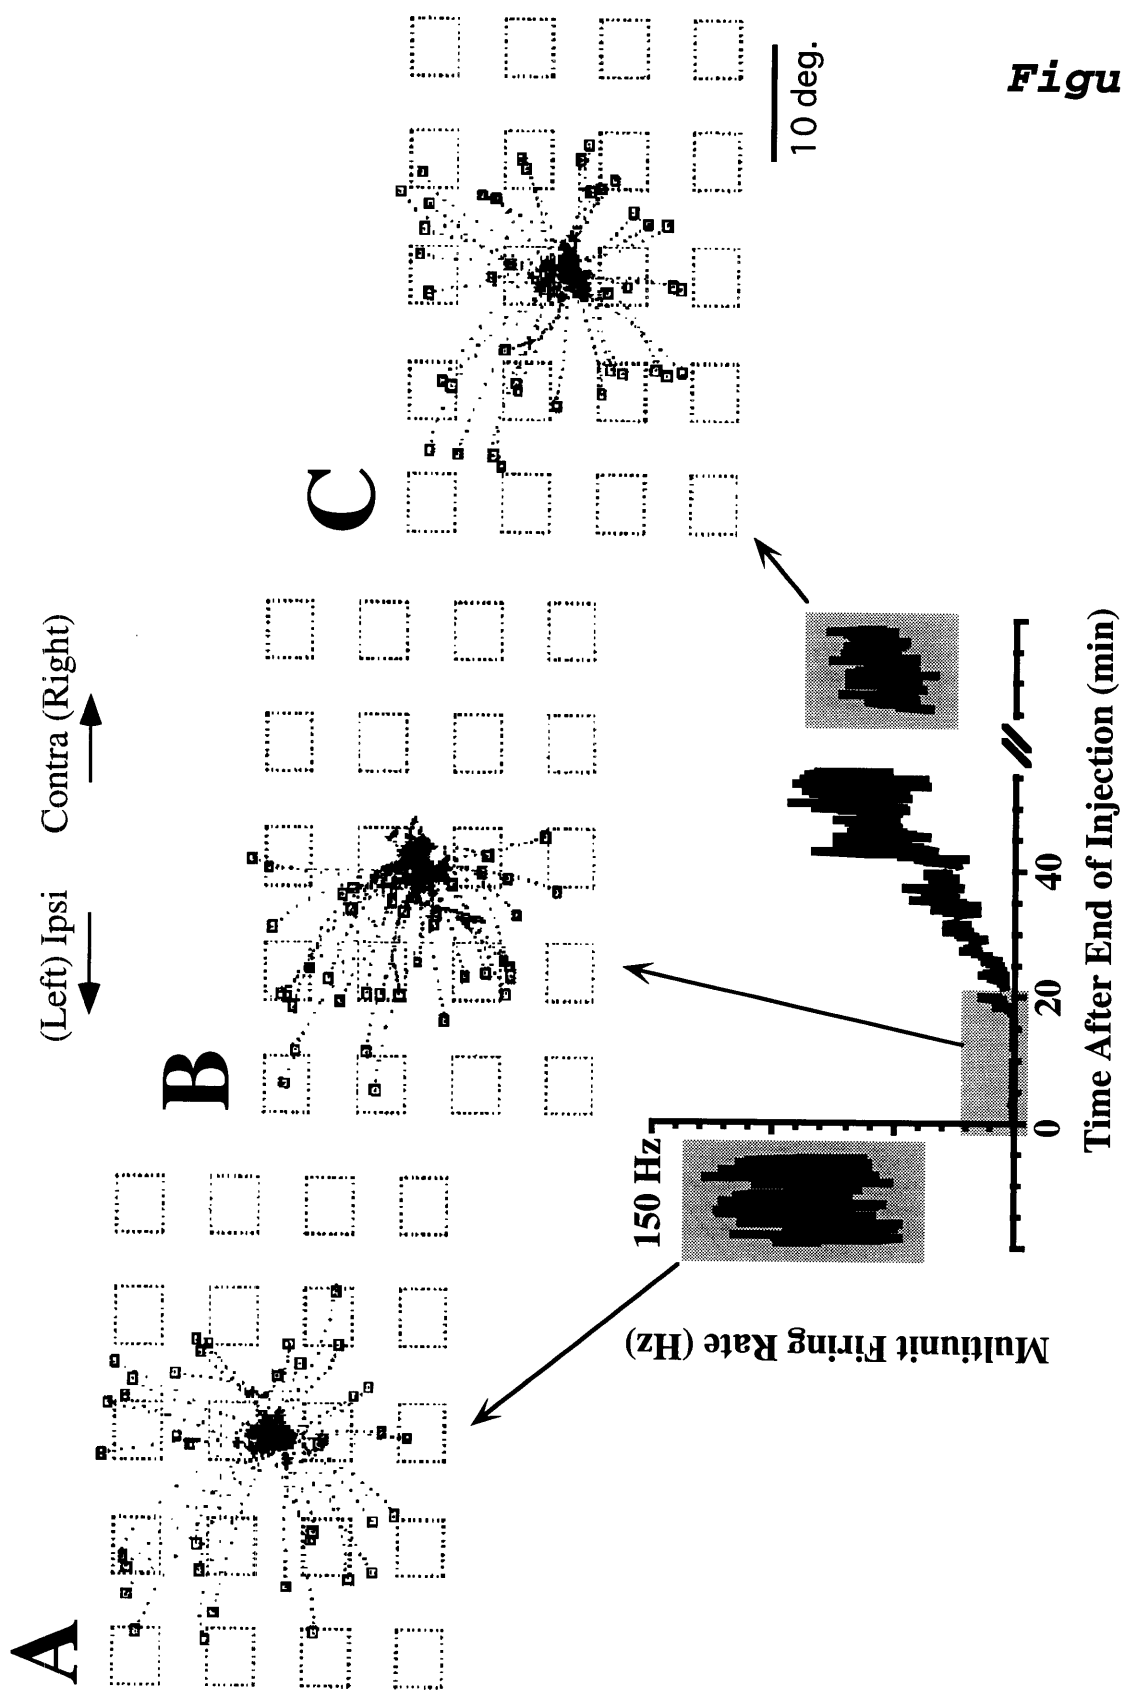 A
B
C
(Left) Ipsi
Contra (Right)
10 deg.
Figu
150 Hz
Multiunit Firing Rate (Hz)
0
20
40
Time After End of Injection (min)